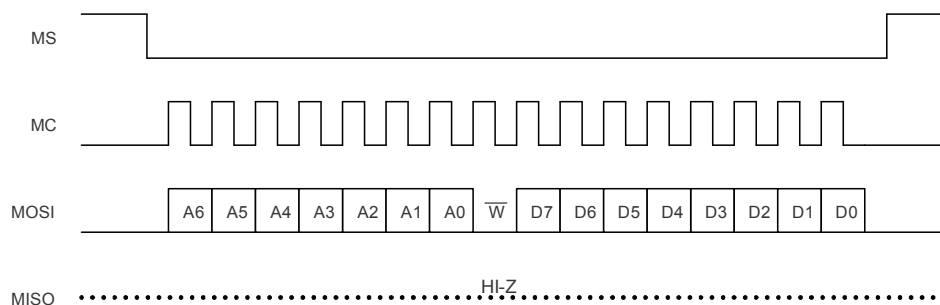 MS
MC
MOSI A6 A5 A4 A3 A2 A1 A0 W̅ D7 D6 D5 D4 D3 D2 D1 D0
HI-Z
MISO